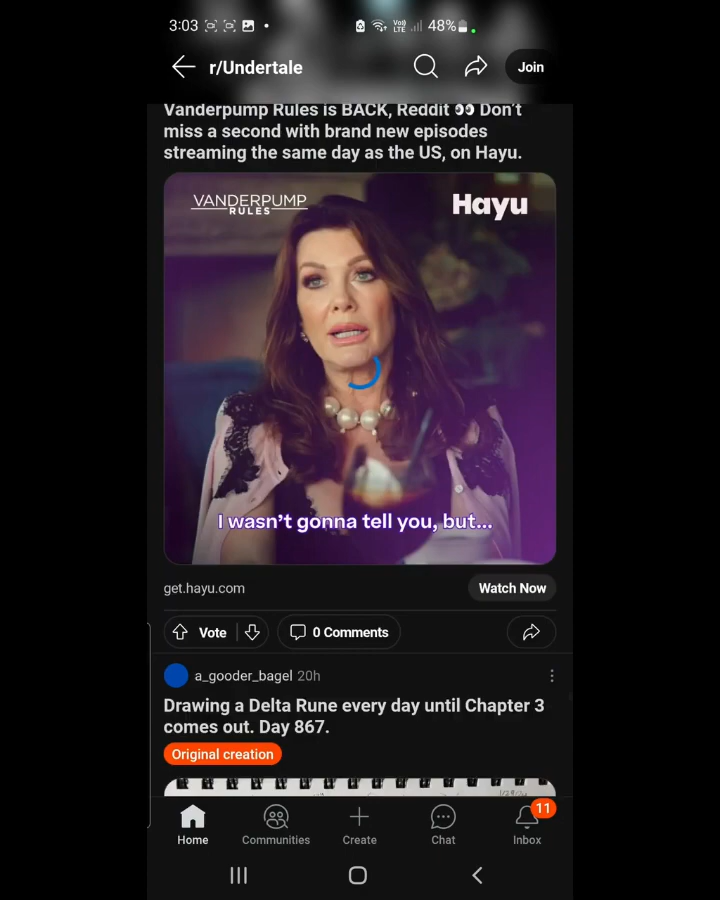 3:03
Vo))
LTE
48%
r/Undertale
Join
Vanderpump Rules is BACK, Reddit 👀 Don't
miss a second with brand new episodes
streaming the same day as the US, on Hayu.
VANDERPUMP
RULES
Hayu
I wasn't gonna tell you, but...
get.hayu.com
Watch Now
Vote
0 Comments
a_gooder_bagel 20h
Drawing a Delta Rune every day until Chapter 3
comes out. Day 867.
Original creation
11
Home
Communities
Create
Chat
Inbox